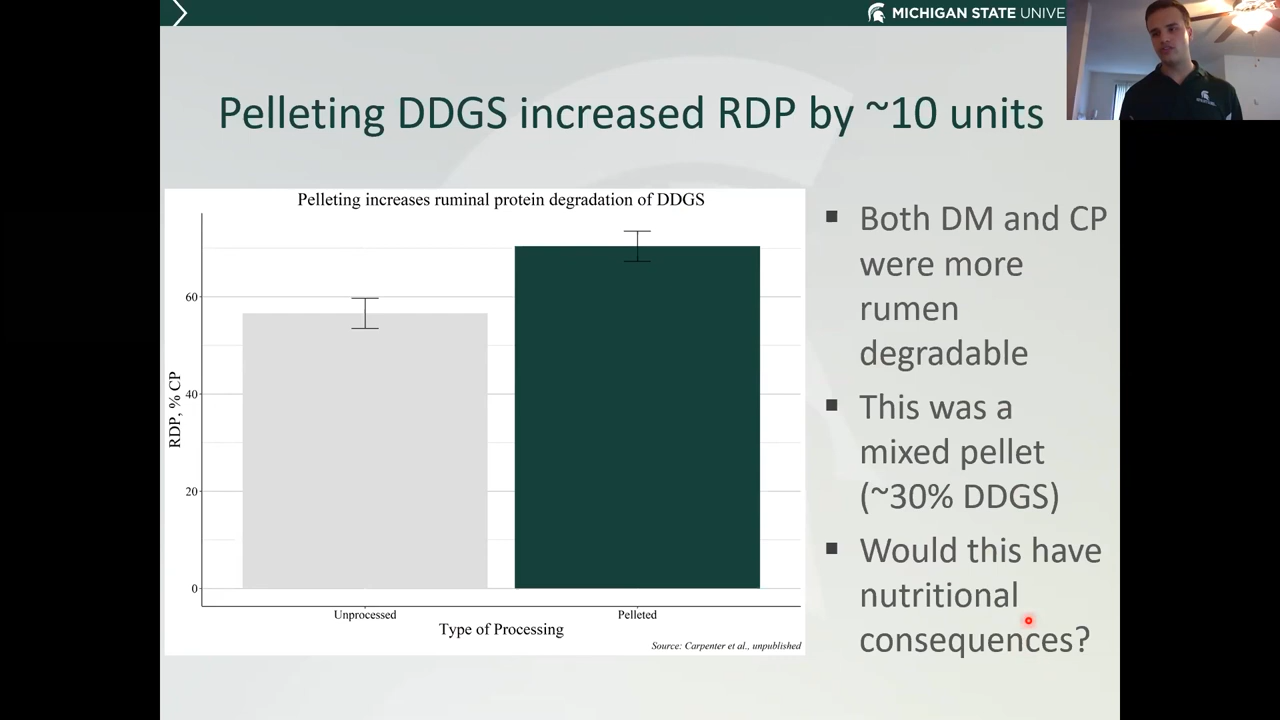 MICHIGAN STATE UNIVE
Pelleting DDGS increased RDP by ~10 units
Pelleting increases ruminal protein degradation of DDGS
RDP, % CP
60
40
20
0
Unprocessed
Pelleted
Type of Processing
Source: Carpenter et al., unpublished
▪ Both DM and CP
were more
rumen
degradable
▪ This was a
mixed pellet
(~30% DDGS)
▪ Would this have
nutritional
consequences?